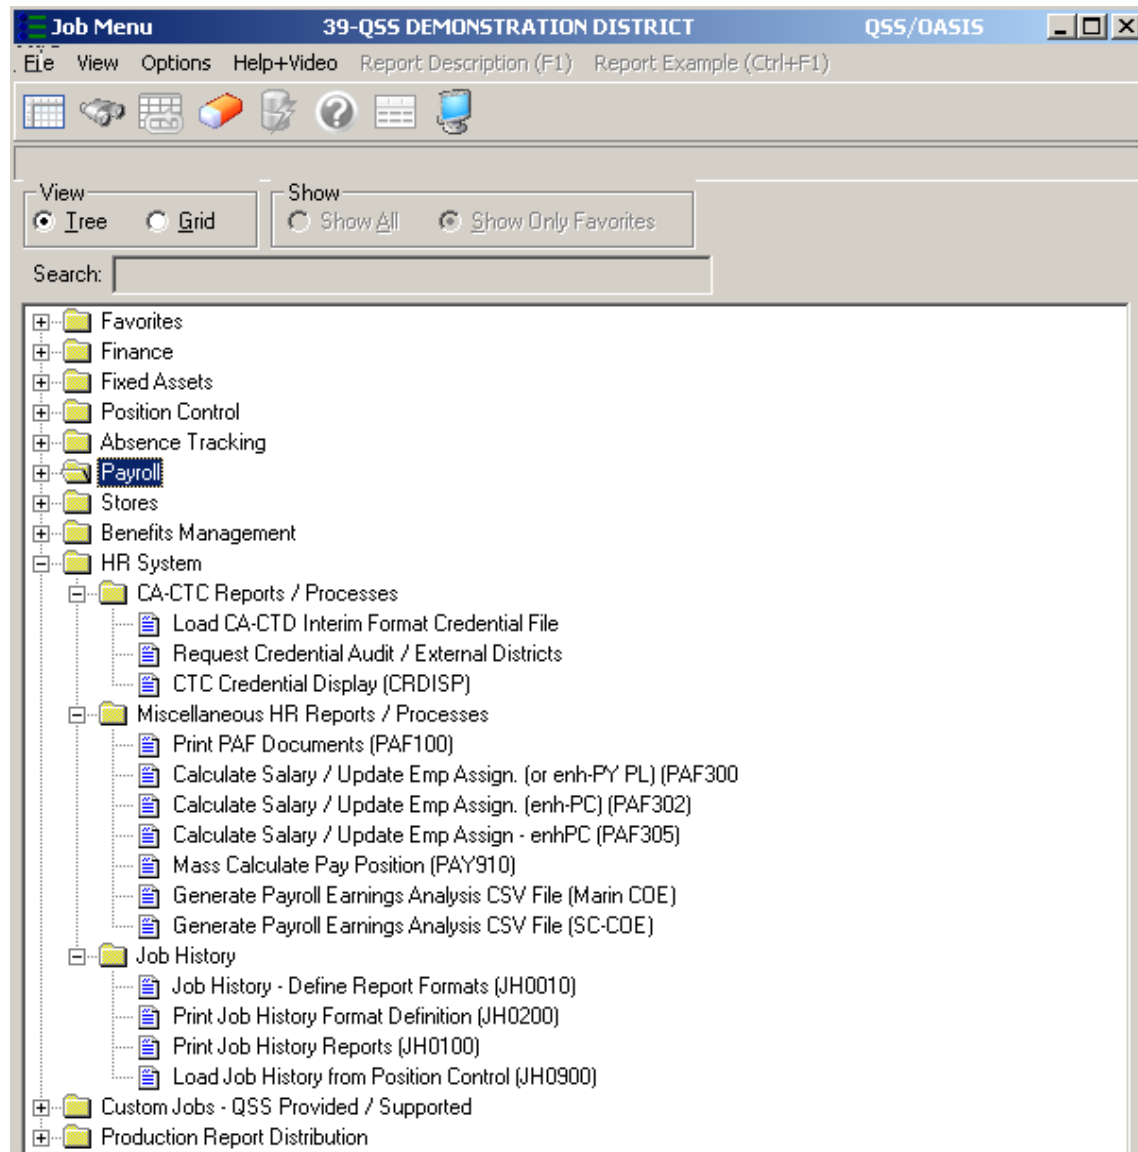 Job Menu 39-QSS DEMONSTRATION DISTRICT QSS/OASIS
View Options Help+Video Report Description (F1) Report Example (Ctrl+F1)
View Show
Tree Grid Show All Show Only Favorites
Search:
Favorites
Finance
Fixed Assets
Position Control
Absence Tracking
Payroll
Stores
Benefits Management
HR System
CA-CTC Reports / Processes
Load CA-CTD Interim Format Credential File
Request Credential Audit / External Districts
CTC Credential Display (CRDISP)
Miscellaneous HR Reports / Processes
Print PAF Documents (PAF100)
Calculate Salary / Update Emp Assign. (or enh-PY PL) (PAF300
Calculate Salary / Update Emp Assign. (enh-PC) (PAF302)
Calculate Salary / Update Emp Assign - enhPC (PAF305)
Mass Calculate Pay Position (PAY910)
Generate Payroll Earnings Analysis CSV File (Marin COE)
Generate Payroll Earnings Analysis CSV File (SC-COE)
Job History
Job History - Define Report Formats (JH0010)
Print Job History Format Definition (JH0200)
Print Job History Reports (JH0100)
Load Job History from Position Control (JH0900)
Custom Jobs - QSS Provided / Supported
Production Report Distribution